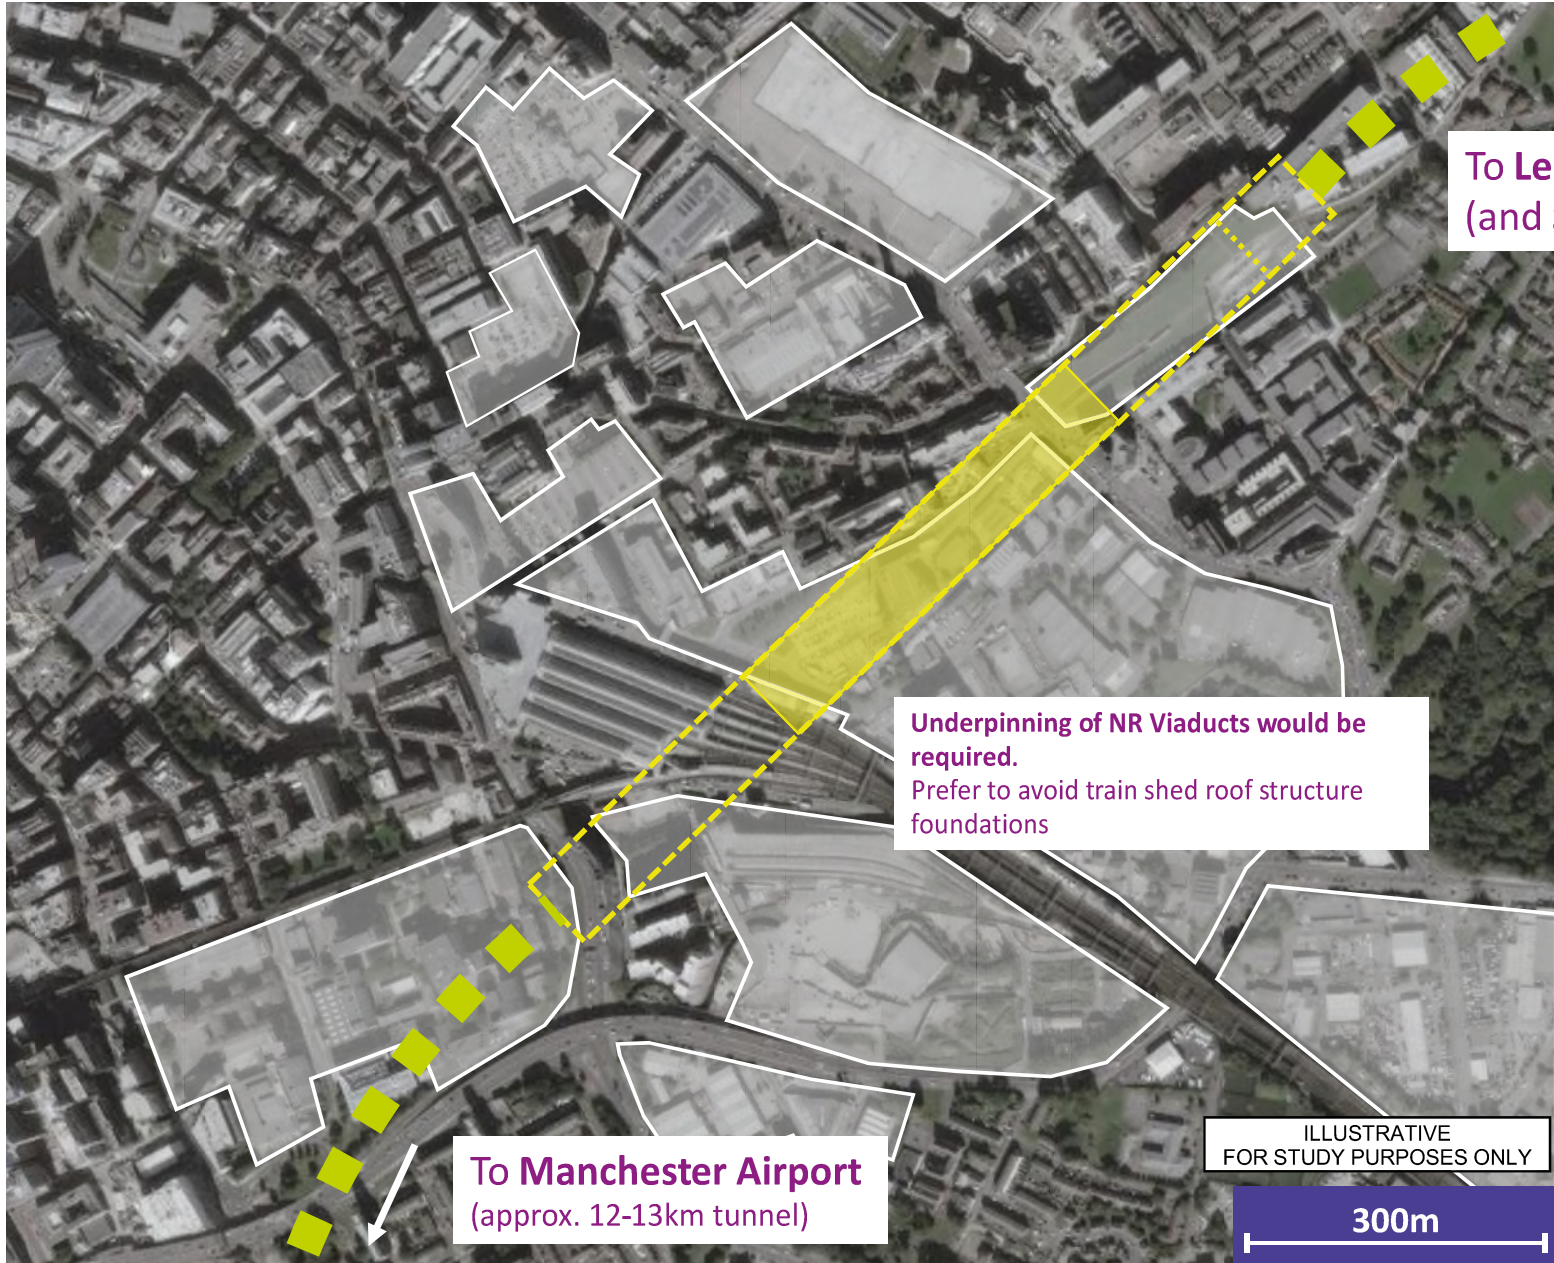 To Le
(and
Underpinning of NR Viaducts would be
required.
Prefer to avoid train shed roof structure
foundations
To Manchester Airport
(approx. 12-13km tunnel)
ILLUSTRATIVE
FOR STUDY PURPOSES ONLY
300m